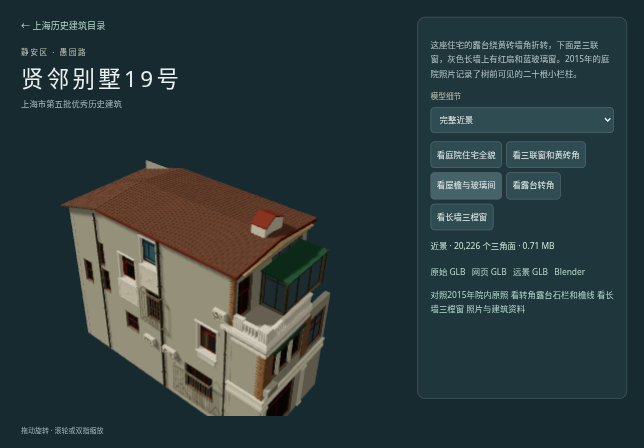 ← 上海历史建筑目录
静安区 · 愚园路
贤邻别墅19号
上海市第五批优秀历史建筑
这座住宅的露台绕黄砖墙角折转，下面是三联
窗，灰色长墙上有红扇和蓝玻璃窗。2015年的庭
院照片记录了树前可见的二十根小栏柱。
模型细节
完整近景
看庭院住宅全貌
看三联窗和黄砖角
看屋檐与玻璃间
看露台转角
看长墙三樘窗
近景 · 20,226 个三角面 · 0.71 MB
原始 GLB 网页 GLB 远景 GLB Blender
对照2015年院内原照 看转角露台石栏和檐线 看长
墙三樘窗 照片与建筑资料
拖动旋转 · 滚轮或双指缩放